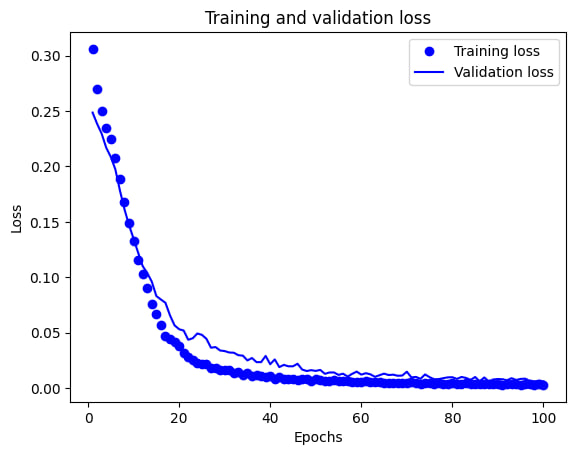 Training and validation loss
Training loss
Validation loss
Loss
0.30
0.25
0.20
0.15
0.10
0.05
0.00
0 20 40 60 80 100
Epochs